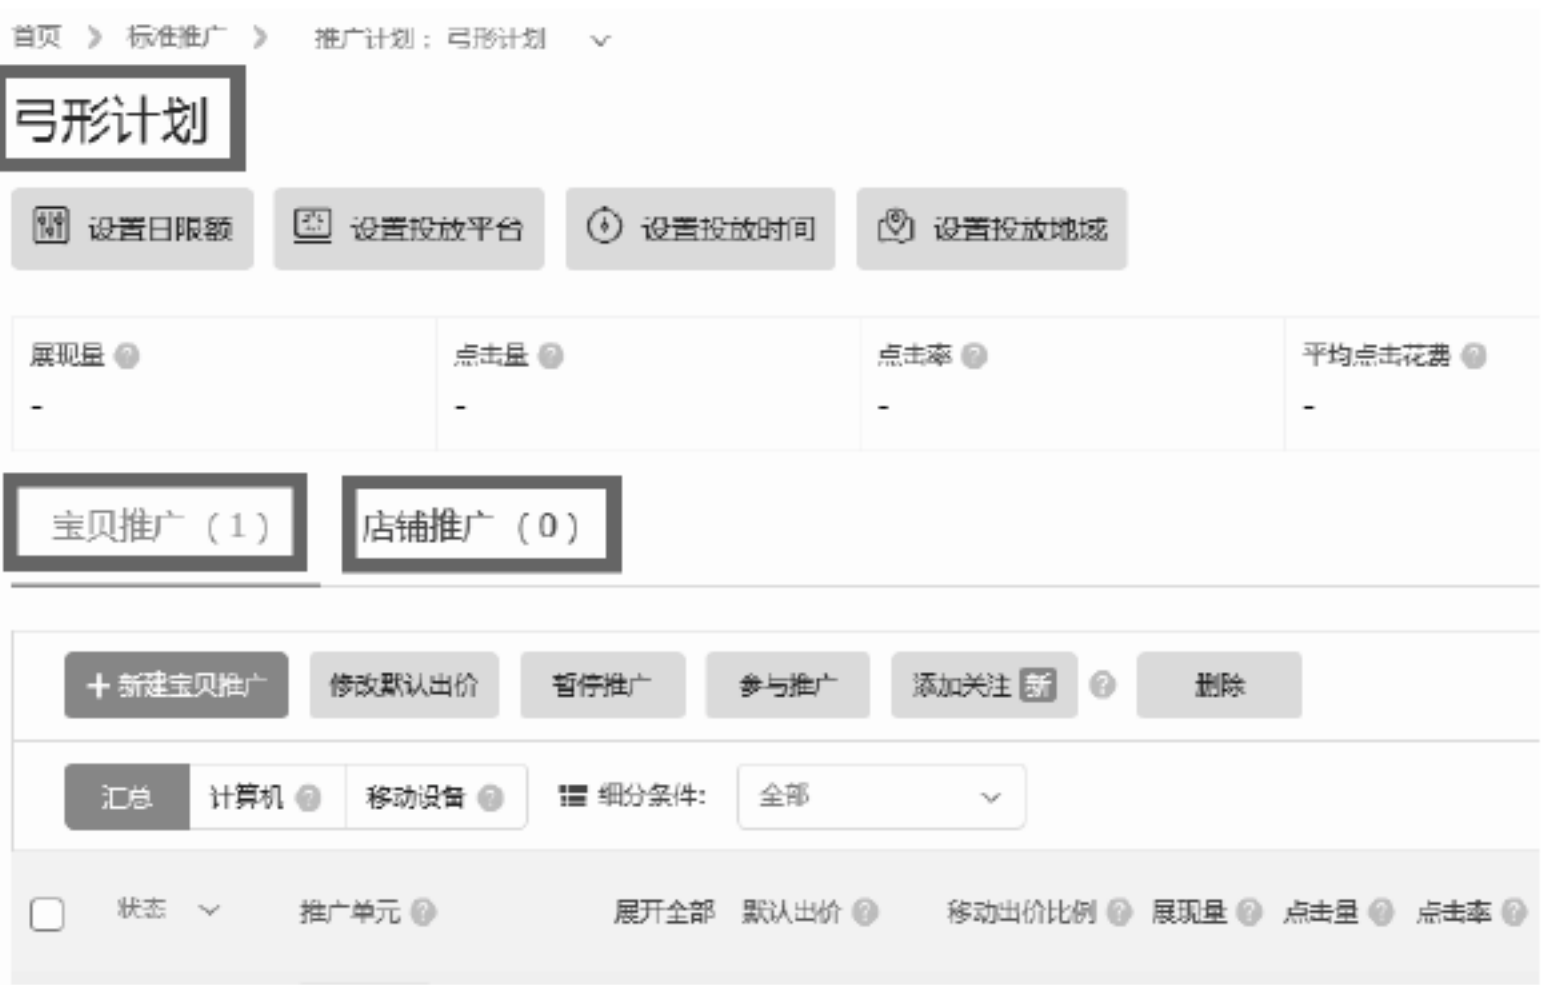 首页 > 标准推广 > 推广计划：弓形计划
弓形计划
设置日限额 设置投放平台 设置投放时间 设置投放地域
展现量 ? 点击量 ? 点击率 ? 平均点击花费 ?
- - - -
宝贝推广（1） 店铺推广（0）
+新建宝贝推广 修改默认出价 暂停推广 参与推广 添加关注 新 ? 删除
汇总 计算机 ? 移动设备 ? 细分条件: 全部
状态 推广单元 ? 展开全部 默认出价 ? 移动出价比例 ? 展现量 ? 点击量 ? 点击率 ?